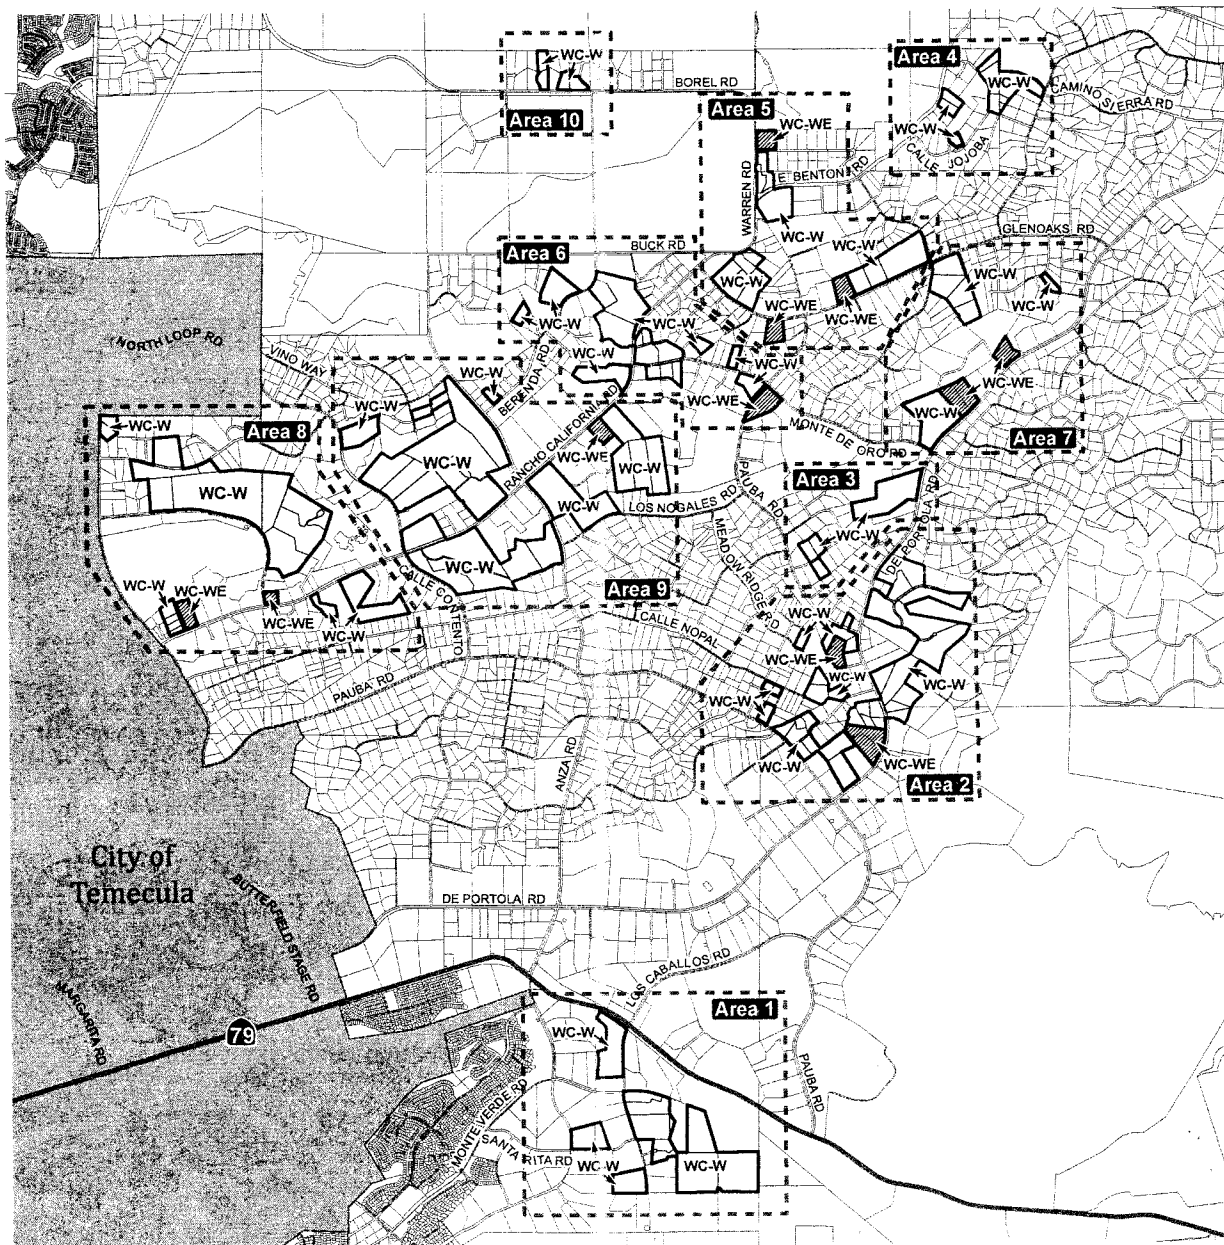 WC-W
BOREL RD
Area 10
Area 4
WC-W
CAMINO SIERRA RD
WC-W
CALLE JOJOBA
Area 5
WC-WE
WARREN RD
E BENTON RD
WC-W
GLENOAKS RD
BUCK RD
WC-W
WC-W
WC-WE
WC-WE
Area 6
WC-W
WC-W
WC-W
WC-W
WC-WE
WC-W
WC-W
WC-WE
WC-W
Area 7
MONTE DE ORO RD
NORTH LOOP RD
VINO WAY
WC-W
BERENDA RD
RANCHO CALIFORNIA RD
WC-W
WC-W
WC-WE
WC-W
WC-W
WC-W
LOS NOGALES RD
Area 9
Area 8
WC-W
WC-W
WC-W
WC-WE
WC-WE
WC-W
CALLE CONTENTO
PAUBA RD
PAUBA RD
MEADOW RIDGE RD
Area 3
WC-W
DE PORTOLA RD
CALLE NOPAL
WC-W
WC-WE
WC-W
WC-W
WC-W
WC-W
WC-WE
Area 2
ANZA RD
City of
Temecula
BUTTERFIELD STAGE RD
MARGARITA RD
DE PORTOLA RD
LOS CABALLOS RD
79
Area 1
WC-W
PAUBA RD
MONTE VERDE RD
SANTA RITA RD
WC-W
WC-W